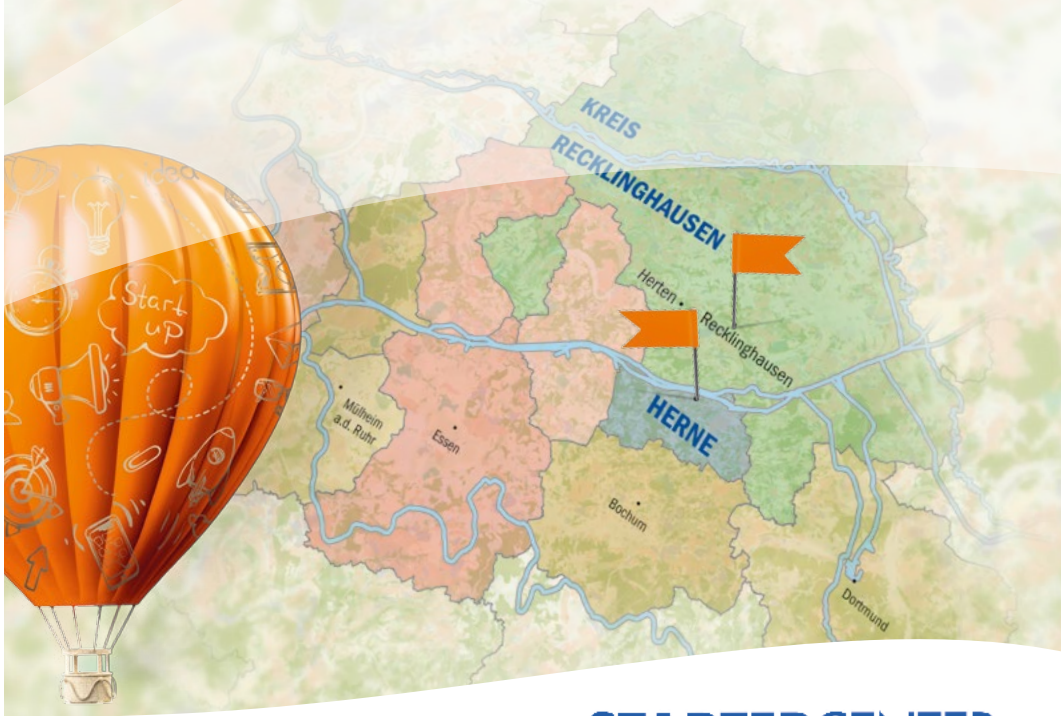 KREIS
RECKLINGHAUSEN
Herten
Recklinghausen
Start
up
HERNE
Mülheim
a.d. Ruhr
Essen
Bochum
Dortmund